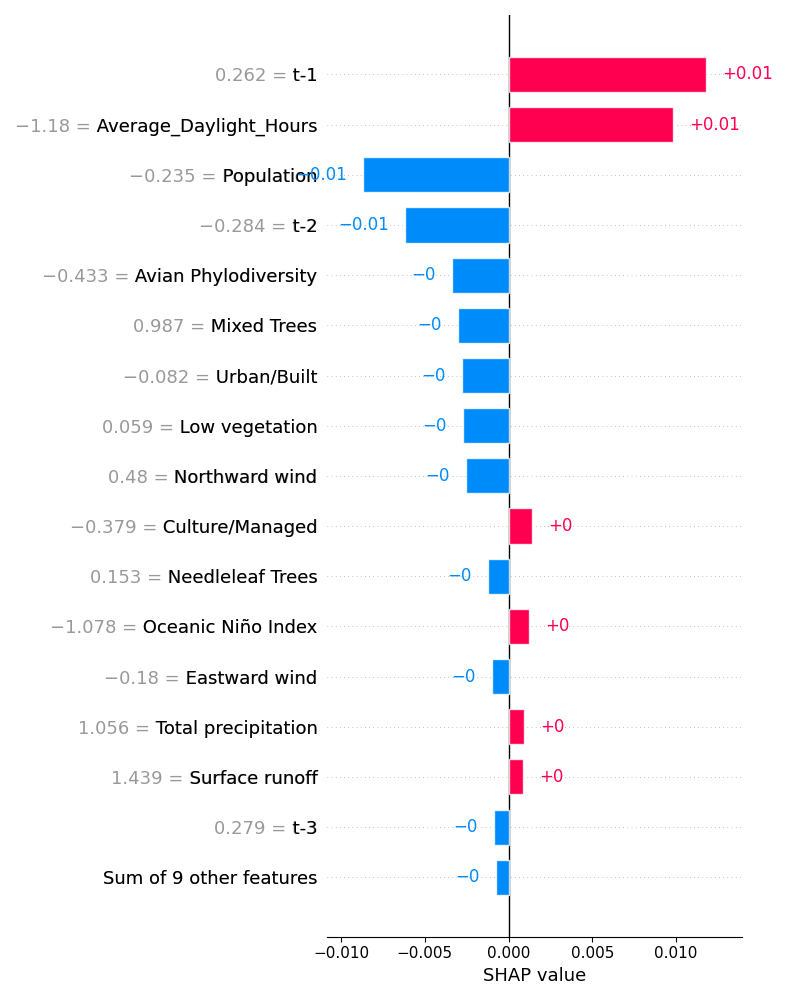 0.262 = t-1 +0.01
−1.18 = Average_Daylight_Hours +0.01
−0.235 = Population −0.01
−0.284 = t-2 −0.01
−0.433 = Avian Phylodiversity −0
0.987 = Mixed Trees −0
−0.082 = Urban/Built −0
0.059 = Low vegetation −0
0.48 = Northward wind −0
−0.379 = Culture/Managed +0
0.153 = Needleleaf Trees −0
−1.078 = Oceanic Niño Index +0
−0.18 = Eastward wind −0
1.056 = Total precipitation +0
1.439 = Surface runoff +0
0.279 = t-3 −0
Sum of 9 other features −0
−0.010 −0.005 0.000 0.005 0.010
SHAP value